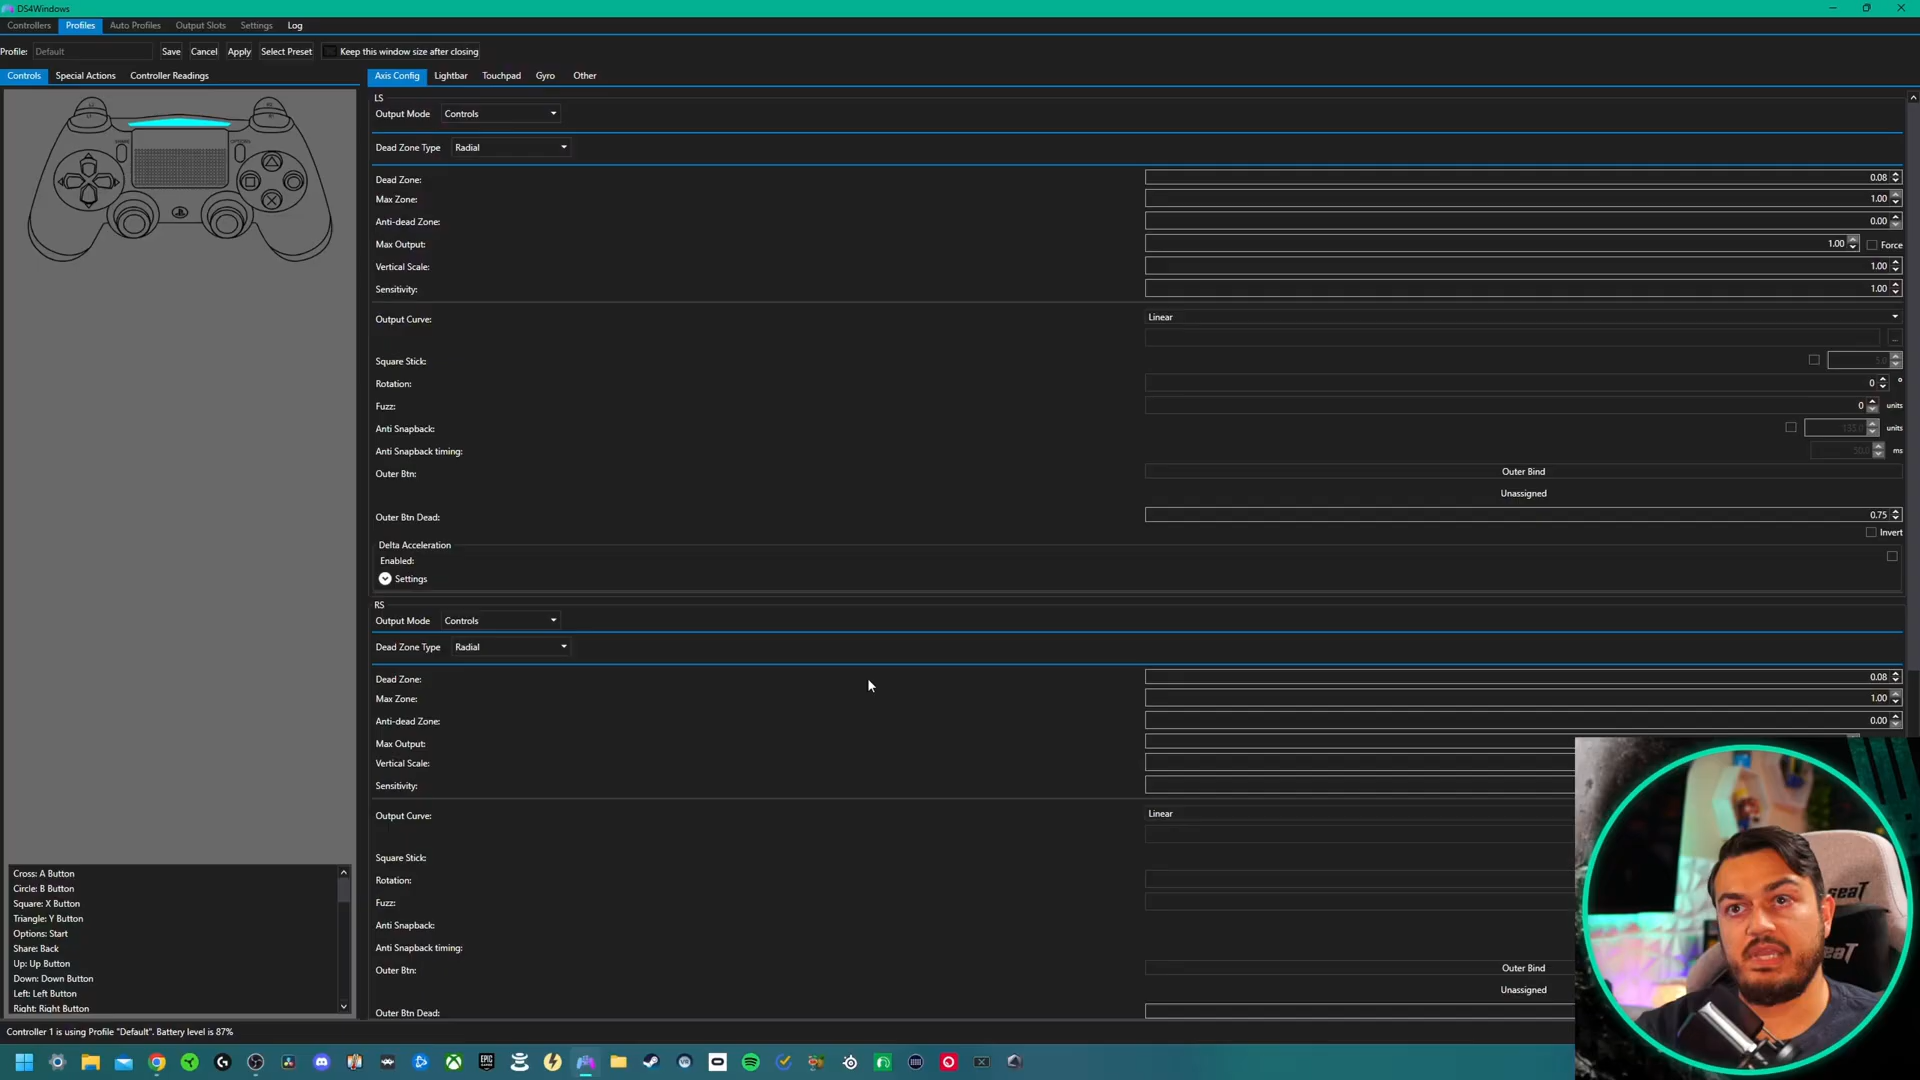 DS4Windows
Controllers Profiles Auto Profiles Output Slots Settings Log
Profile: Default Save Cancel Apply Select Preset Keep this window size after closing
Controls Special Actions Controller Readings
Axis Config Lightbar Touchpad Gyro Other
LS
Output Mode Controls
Dead Zone Type Radial
Dead Zone: 0.08
Max Zone: 1.00
Anti-dead Zone: 0.00
Max Output: 1.00 Force
Vertical Scale: 1.00
Sensitivity: 1.00
Output Curve: Linear
...
Square Stick: 5.0
Rotation: 0 °
Fuzz: 0 units
Anti Snapback: 135.0 units
Anti Snapback timing: 50.0 ms
Outer Btn: Outer Bind
Unassigned
Outer Btn Dead: 0.75
Invert
Delta Acceleration
Enabled:
Settings
RS
Output Mode Controls
Dead Zone Type Radial
Dead Zone: 0.08
Max Zone: 1.00
Anti-dead Zone: 0.00
Max Output:
Vertical Scale:
Sensitivity:
Output Curve: Linear
Square Stick:
Rotation:
Fuzz:
Anti Snapback:
Anti Snapback timing:
Outer Btn: Outer Bind
Unassigned
Outer Btn Dead:
Cross: A Button
Circle: B Button
Square: X Button
Triangle: Y Button
Options: Start
Share: Back
Up: Up Button
Down: Down Button
Left: Left Button
Right: Right Button
Controller 1 is using Profile "Default". Battery level is 87%
seaT